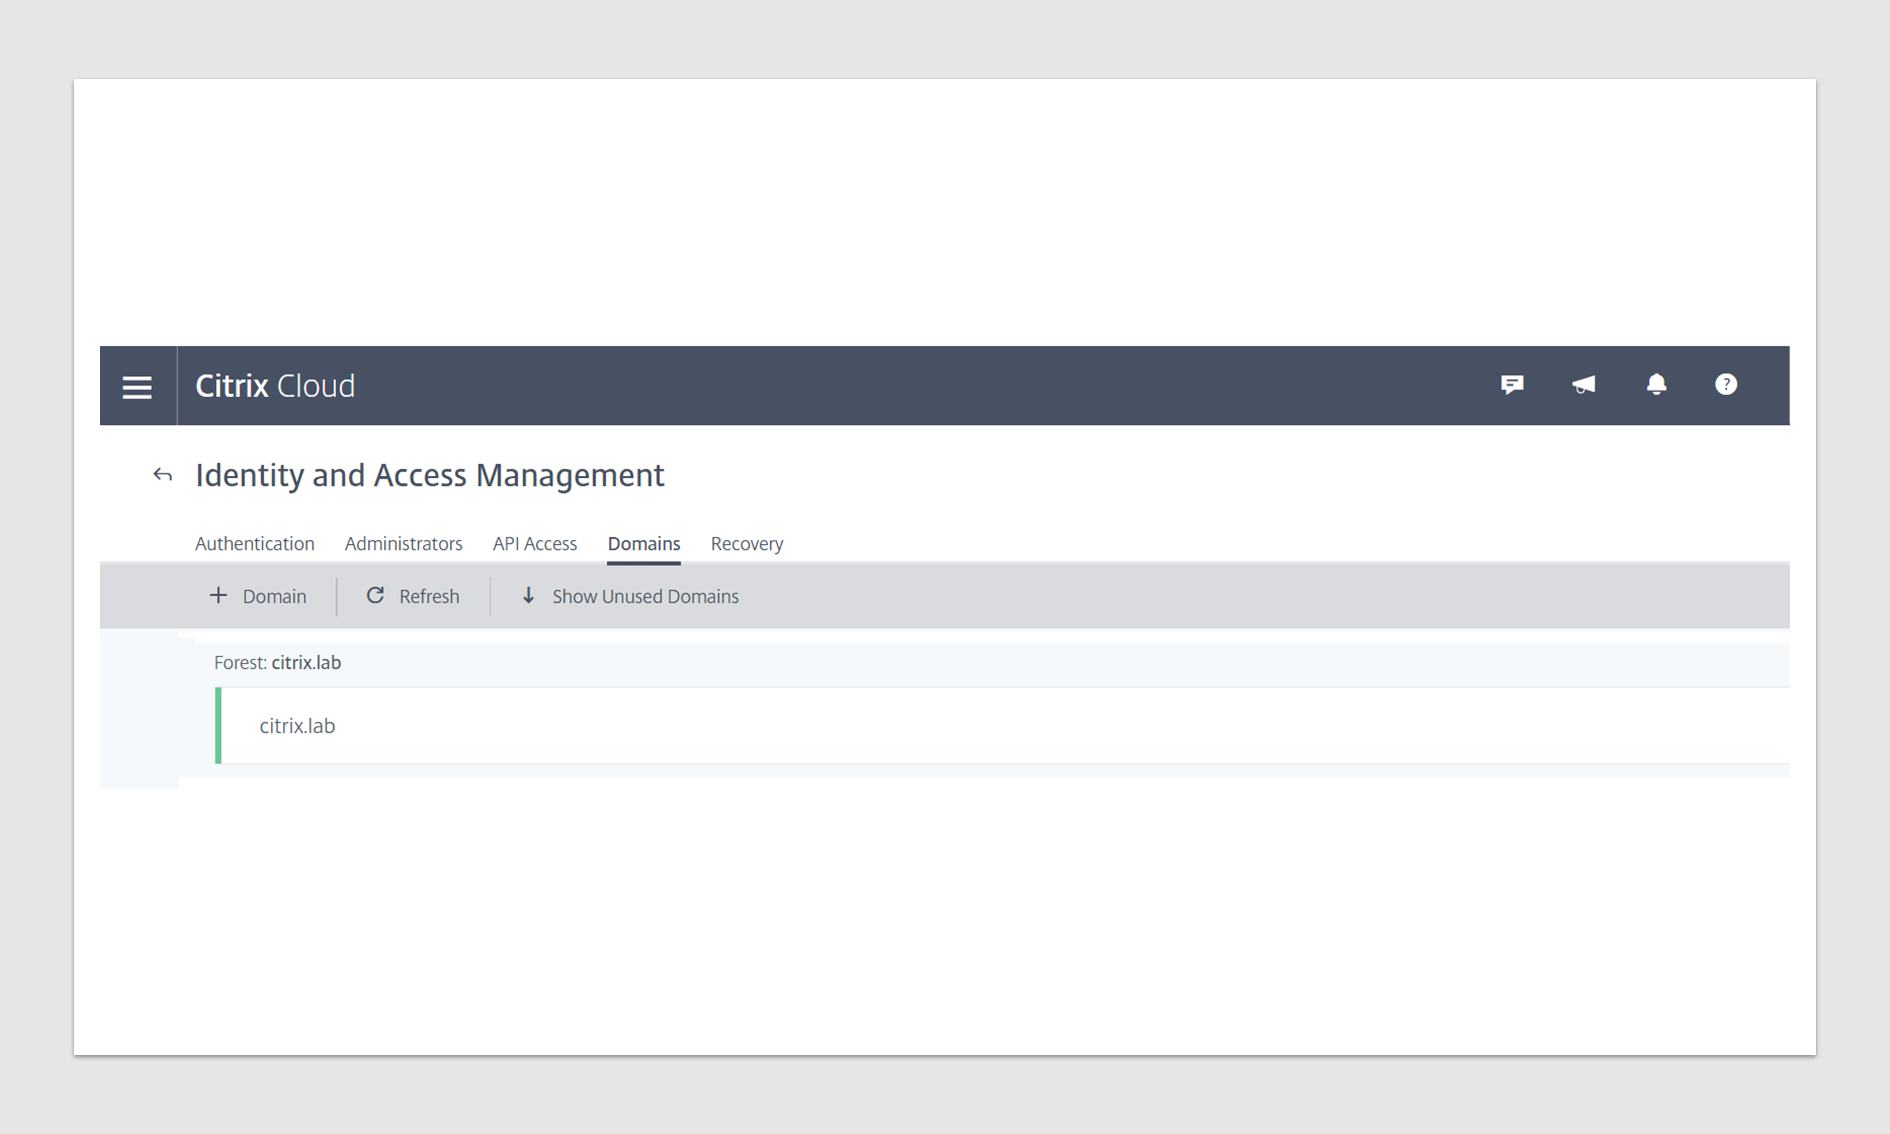 Citrix Cloud
Identity and Access Management
Authentication Administrators API Access Domains Recovery
+ Domain Refresh Show Unused Domains
Forest: citrix.lab
citrix.lab